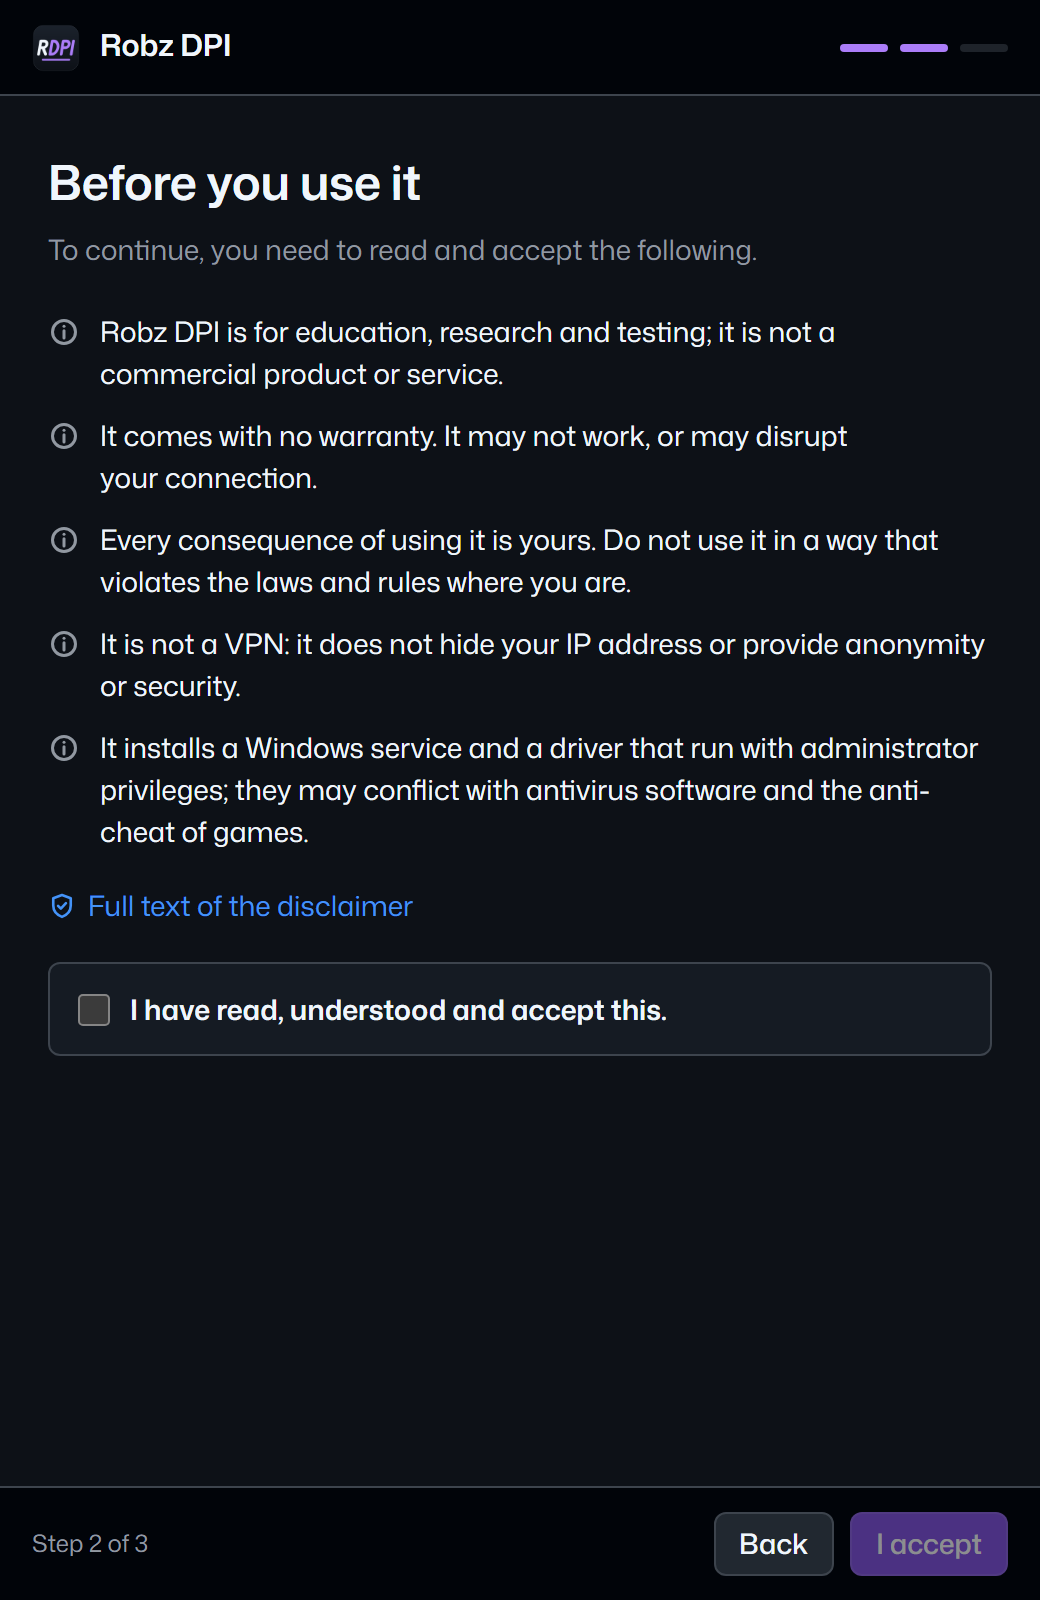 RDPI
Robz DPI
Before you use it
To continue, you need to read and accept the following.
Robz DPI is for education, research and testing; it is not a
commercial product or service.
It comes with no warranty. It may not work, or may disrupt
your connection.
Every consequence of using it is yours. Do not use it in a way that
violates the laws and rules where you are.
It is not a VPN: it does not hide your IP address or provide anonymity
or security.
It installs a Windows service and a driver that run with administrator
privileges; they may conflict with antivirus software and the anti-
cheat of games.
Full text of the disclaimer
I have read, understood and accept this.
Step 2 of 3
Back
I accept